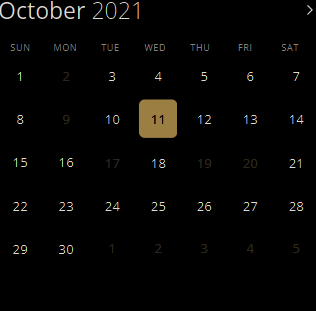 October 2021
SUN MON TUE WED THU FRI SAT
1 2 3 4 5 6 7
8 9 10 11 12 13 14
15 16 17 18 19 20 21
22 23 24 25 26 27 28
29 30 1 2 3 4 5